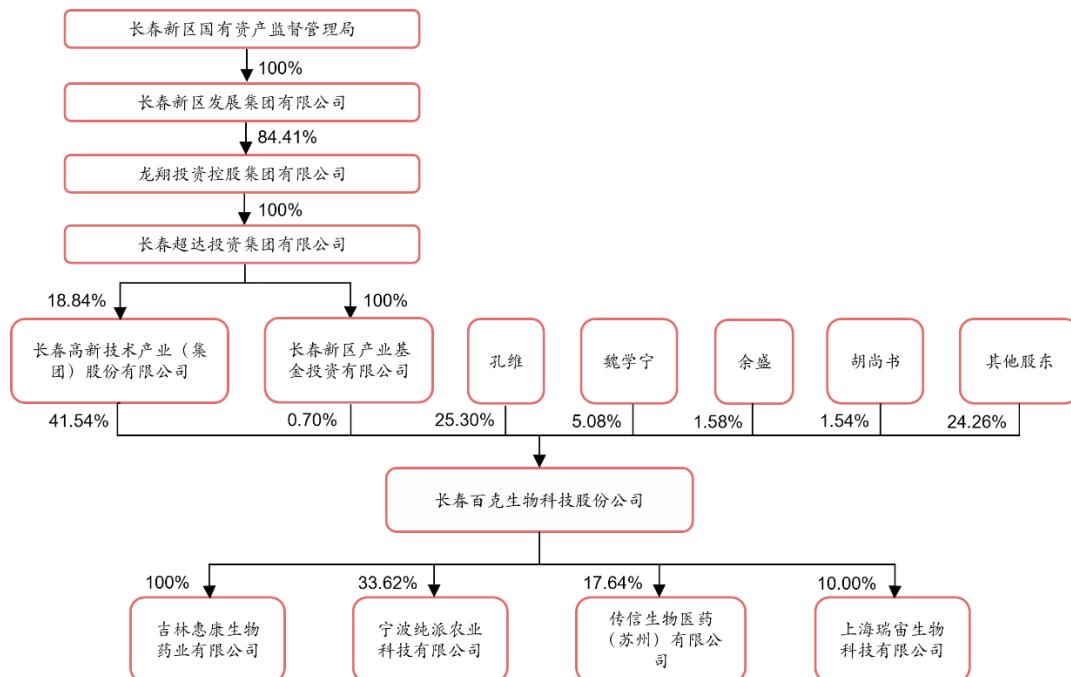 长春新区国有资产监督管理局
100%
长春新区发展集团有限公司
84.41%
龙翔投资控股集团有限公司
100%
长春超达投资集团有限公司
18.84%
100%
长春高新技术产业（集
团）股份有限公司
长春新区产业基
金投资有限公司
孔维
魏学宁
余盛
胡尚书
其他股东
41.54%
0.70%
25.30%
5.08%
1.58%
1.54%
24.26%
长春百克生物科技股份公司
100%
33.62%
17.64%
10.00%
吉林惠康生物
药业有限公司
宁波纯派农业
科技有限公司
传信生物医药
（苏州）有限公
司
上海瑞宙生物
科技有限公司